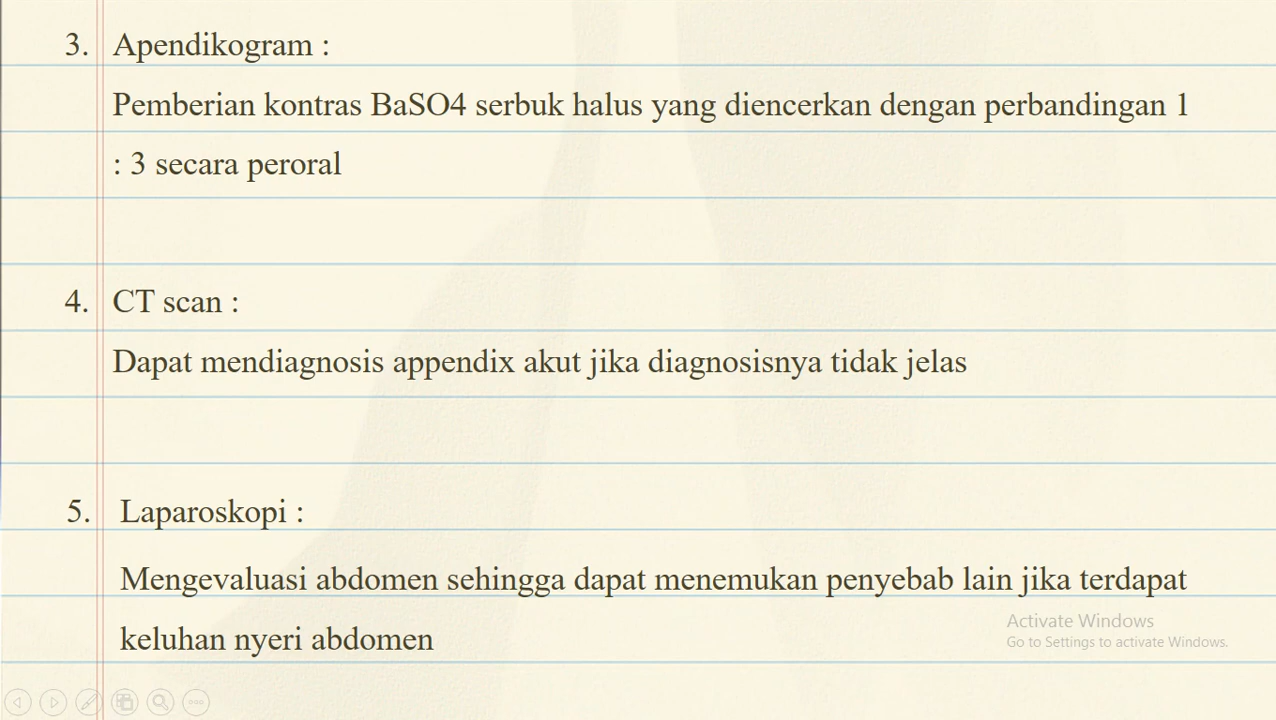 3. Apendikogram :
Pemberian kontras BaSO4 serbuk halus yang diencerkan dengan perbandingan 1
: 3 secara peroral
4. CT scan :
Dapat mendiagnosis appendix akut jika diagnosisnya tidak jelas
5. Laparoskopi :
Mengevaluasi abdomen sehingga dapat menemukan penyebab lain jika terdapat
keluhan nyeri abdomen
Activate Windows
Go to Settings to activate Windows.